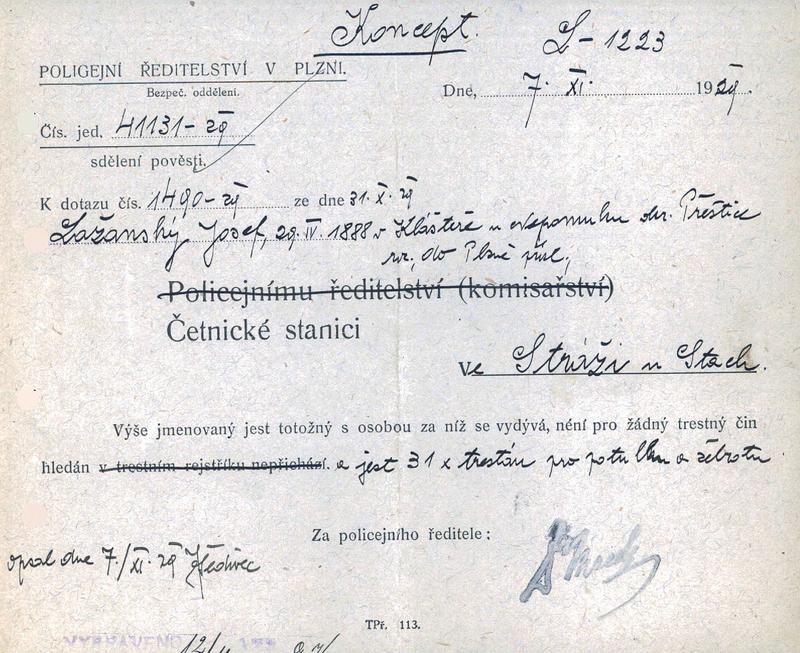 Koncept. L-1223
POLIGEJNÍ ŘEDITELSTVÍ V PLZNI.
Bezpeč. oddělení.
Dne, 7. XI. 1929.
Čís. jed. 41131-29
sdělení pověsti.
K dotazu čís. 1490-29 ze dne 31. X. 29
Lažanský Josef, 29. IV. 1888 v Klášteře u Nepomuku okr. Přeštice
do Plzně přísl.,
Policejnímu ředitelství (komisařství)
Četnické stanici
Ve Stráži u Stach.
Výše jmenovaný jest totožný s osobou za níž se vydývá, néní pro žádný trestný čin
hledán v trestním rejstříku nepřichází. a jest 31 x trestán pro potulku a žebrotu
Za policejního ředitele:
opsal dne 7/XI. 29
TPř. 113.
VYPRAVENO